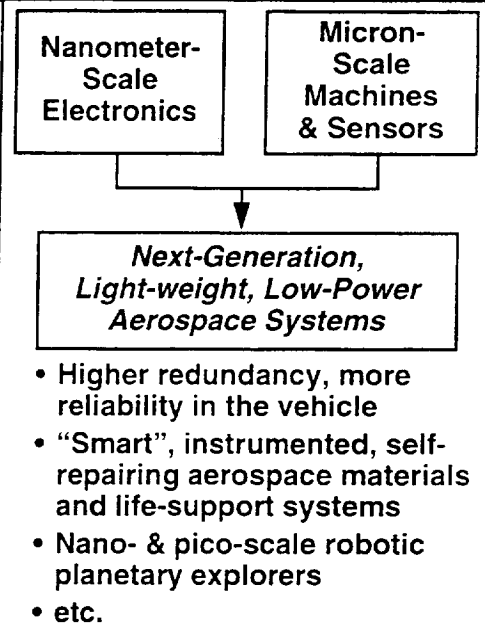 Nanometer-
Scale
Electronics
Micron-
Scale
Machines
& Sensors
Next-Generation,
Light-weight, Low-Power
Aerospace Systems
• Higher redundancy, more
reliability in the vehicle
• “Smart”, instrumented, self-
repairing aerospace materials
and life-support systems
• Nano- & pico-scale robotic
planetary explorers
• etc.